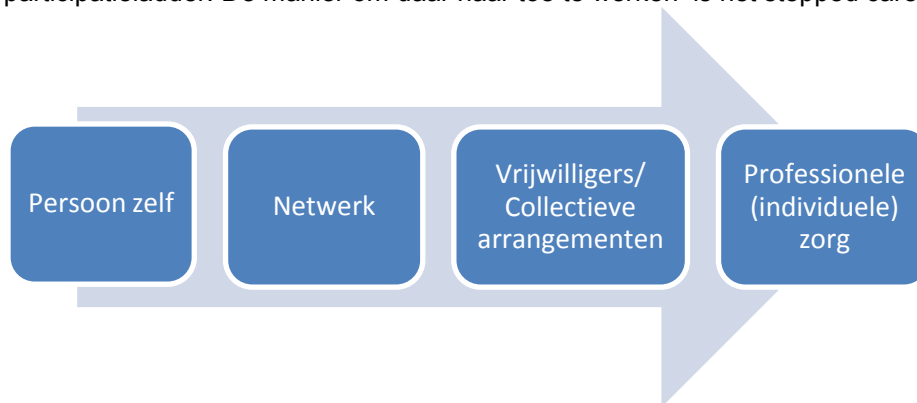 participatieladder. De manier om daar naar toe te werken is het stepped care
Persoon zelf
Netwerk
Vrijwilligers/
Collectieve
arrangementen
Professionele
(individuele)
zorg